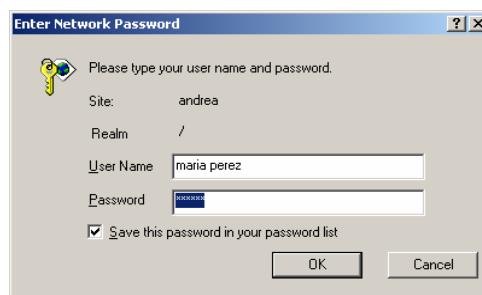 Enter Network Password
Please type your user name and password.
Site: andrea
Realm /
User Name maria perez
Password ××××××
Save this password in your password list
OK Cancel